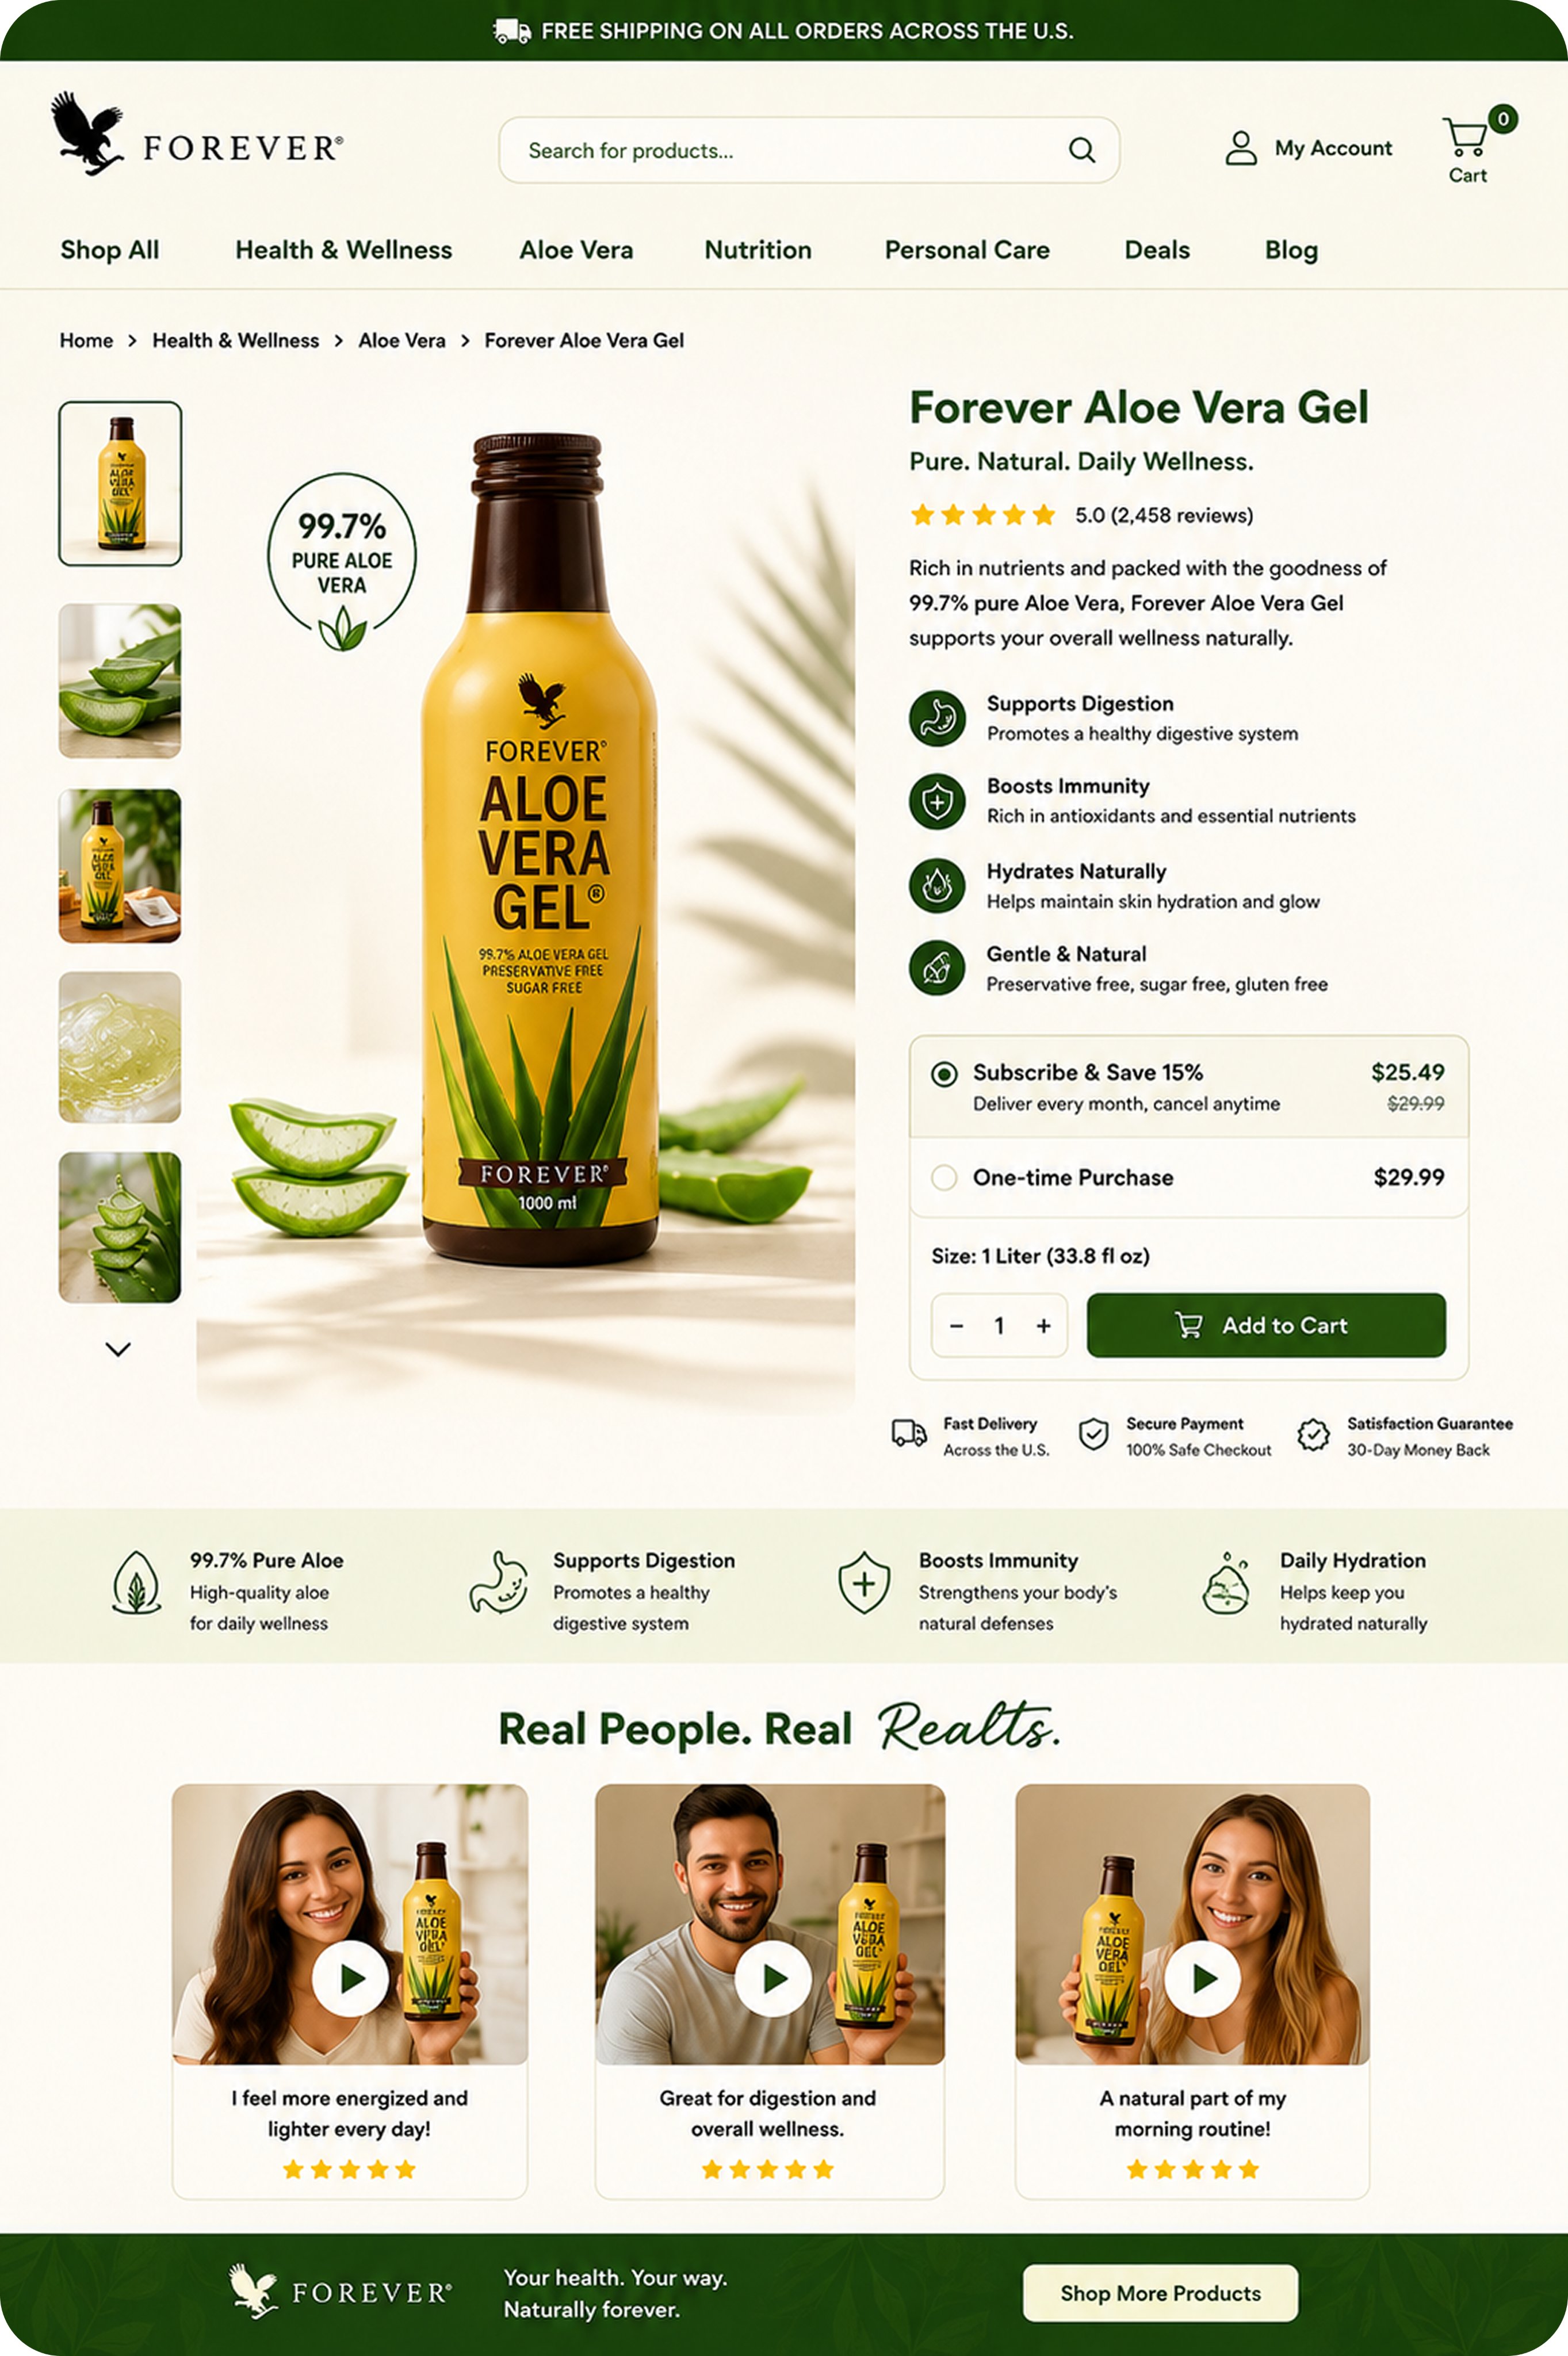 FREE SHIPPING ON ALL ORDERS ACROSS THE U.S.
FOREVER®
Search for products...
My Account
0
Cart
Shop All
Health & Wellness
Aloe Vera
Nutrition
Personal Care
Deals
Blog
Home > Health & Wellness > Aloe Vera > Forever Aloe Vera Gel
99.7%
PURE ALOE
VERA
FOREVER®
ALOE
VERA
GEL®
99.7% ALOE VERA GEL
PRESERVATIVE FREE
SUGAR FREE
FOREVER®
1000 ml
Forever Aloe Vera Gel
Pure. Natural. Daily Wellness.
5.0 (2,458 reviews)
Rich in nutrients and packed with the goodness of
99.7% pure Aloe Vera, Forever Aloe Vera Gel
supports your overall wellness naturally.
Supports Digestion
Promotes a healthy digestive system
Boosts Immunity
Rich in antioxidants and essential nutrients
Hydrates Naturally
Helps maintain skin hydration and glow
Gentle & Natural
Preservative free, sugar free, gluten free
Subscribe & Save 15%
$25.49
Deliver every month, cancel anytime
$29.99
One-time Purchase
$29.99
Size: 1 Liter (33.8 fl oz)
− 1 +
Add to Cart
Fast Delivery
Across the U.S.
Secure Payment
100% Safe Checkout
Satisfaction Guarantee
30-Day Money Back
99.7% Pure Aloe
High-quality aloe
for daily wellness
Supports Digestion
Promotes a healthy
digestive system
Boosts Immunity
Strengthens your body's
natural defenses
Daily Hydration
Helps keep you
hydrated naturally
Real People. Real Realts.
ALOE
VERA
GEL
ALOE
VERA
GEL
ALOE
VERA
GEL
I feel more energized and
lighter every day!
Great for digestion and
overall wellness.
A natural part of my
morning routine!
FOREVER®
Your health. Your way.
Naturally forever.
Shop More Products